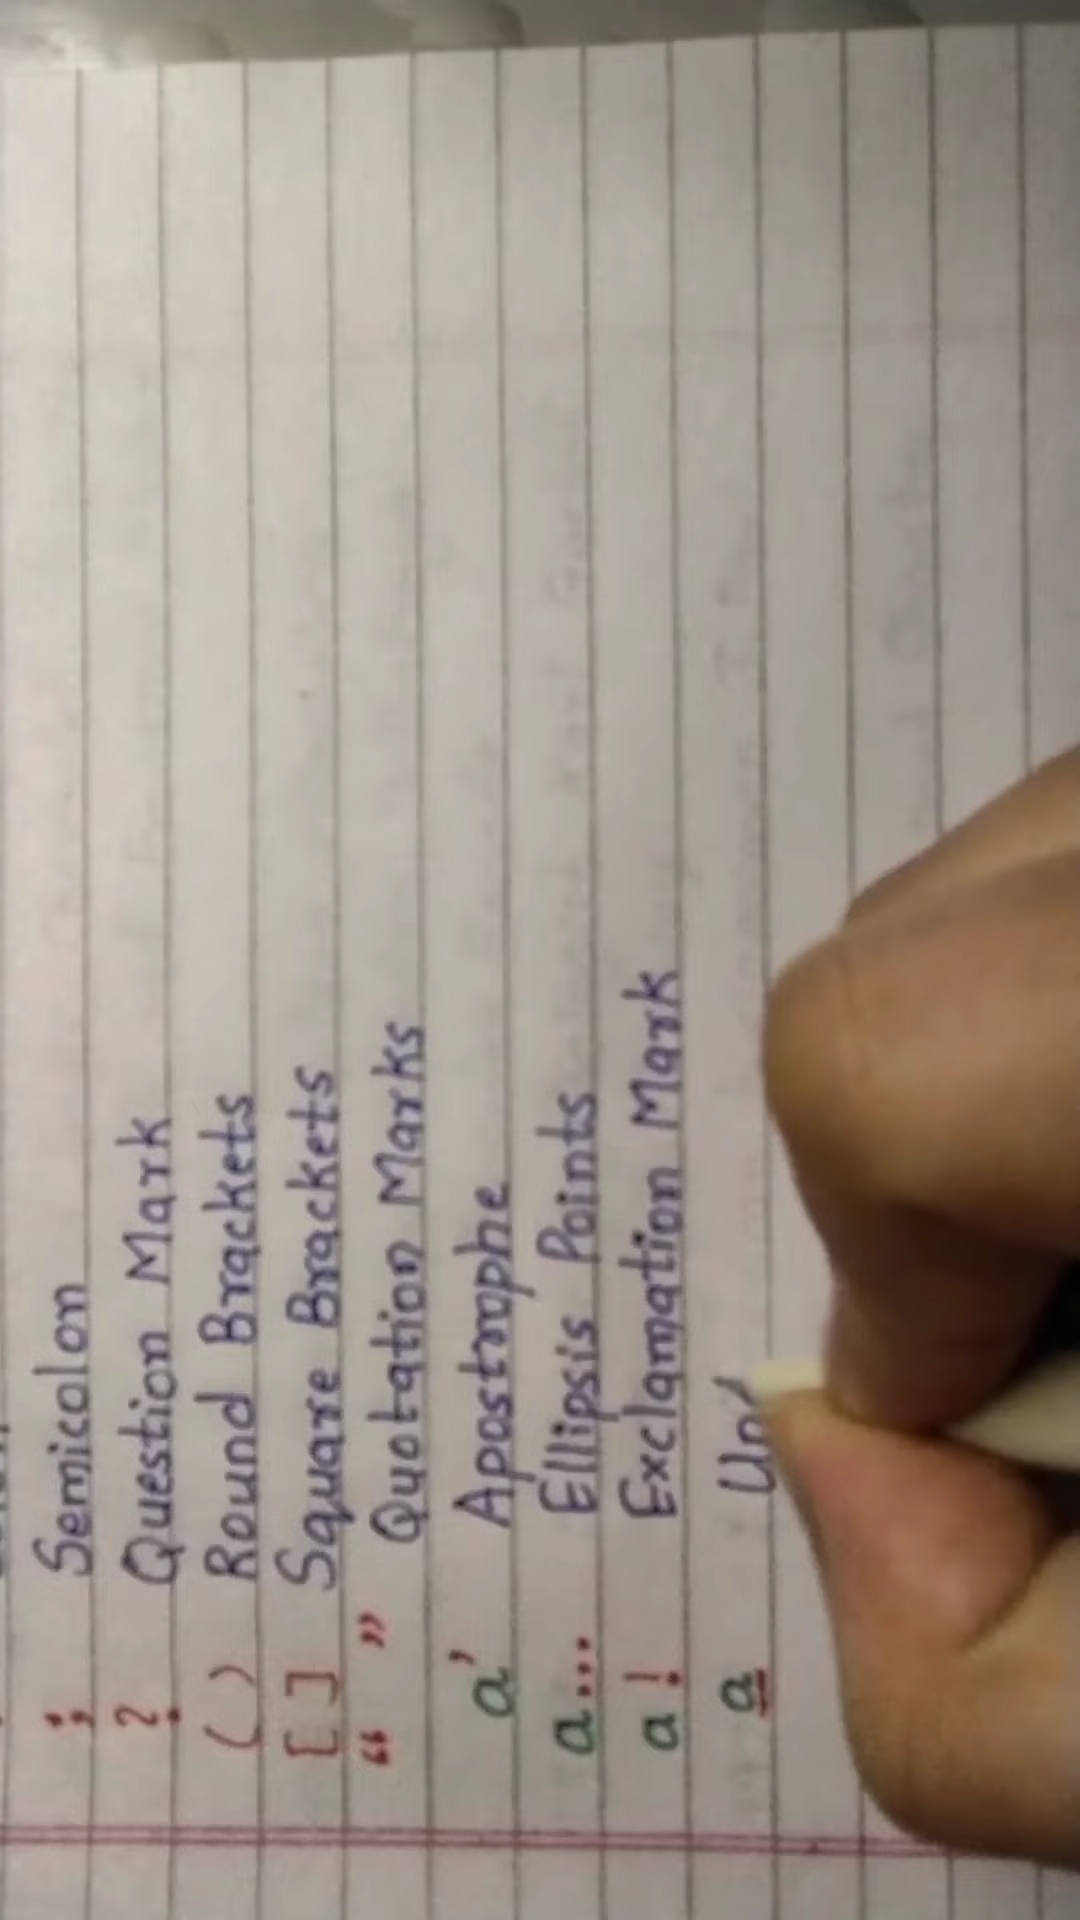 ; Semicolon
? Question Mark
( ) Round Brackets
[ ] Square Brackets
“ ” Quotation Marks
a’ Apostrophe
a... Ellipsis Points
a! Exclamation Mark
a